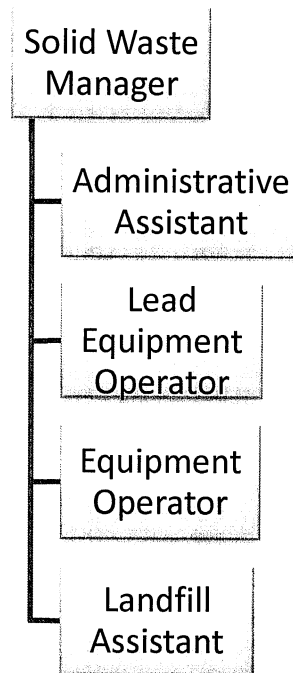 Solid Waste
Manager
Administrative
Assistant
Lead
Equipment
Operator
Equipment
Operator
Landfill
Assistant